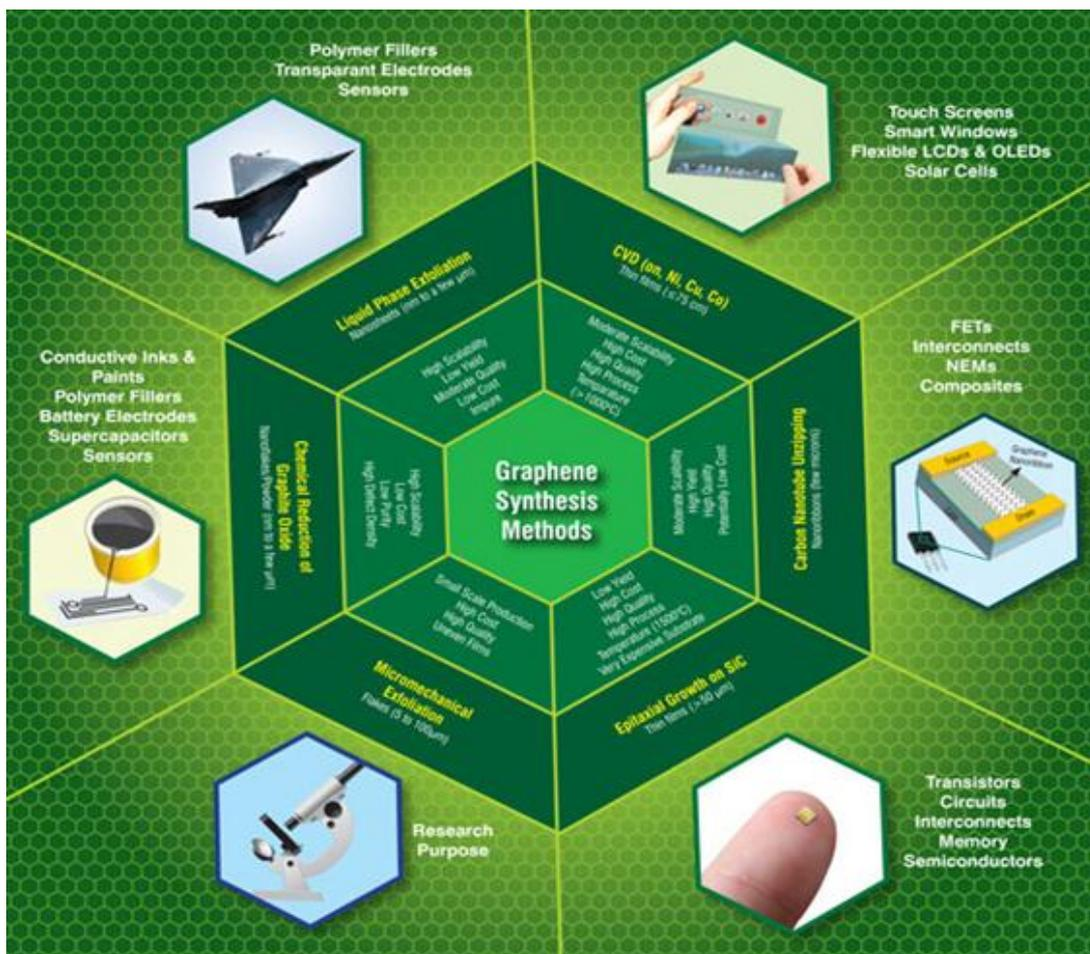 Polymer Fillers
Transparant Electrodes
Sensors
Touch Screens
Smart Windows
Flexible LCDs & OLEDs
Solar Cells
Liquid Phase Exfoliation
Nanosheets (nm to a few µm)
High Scalability
Low Yield
Moderate Quality
Low Cost
Impure
CVD (on, Ni, Cu, Co)
Thin films (≤75 cm)
Moderate Scalability
High Cost
High Quality
High Process
Temparature
(>1000°C)
FETs
Interconnects
NEMs
Composites
Source
Graphene
Nanoribbon
Drain
Carbon Nanotube Unzipping
Nanoribbons (few microns)
Moderate Scalability
High Yield
High Quality
Potentially Low Cost
Graphene
Synthesis
Methods
Conductive Inks &
Paints
Polymer Fillers
Battery Electrodes
Supercapacitors
Sensors
Chemical Reduction of
Graphite Oxide
Nanoflakes/Powder (nm to a few µm)
High Scalability
Low Cost
Low Purity
High Defect Density
Small Scale Production
High Cost
High Quality
Uneven Films
Micromechanical
Exfoliation
Flakes (5 to 100µm)
Low Yield
High Cost
High Quality
High Process
Temperature (1500°C)
Very Expensive Substrate
Epitaxial Growth on SiC
Thin films (>50 µm)
Research
Purpose
Transistors
Circuits
Interconnects
Memory
Semiconductors